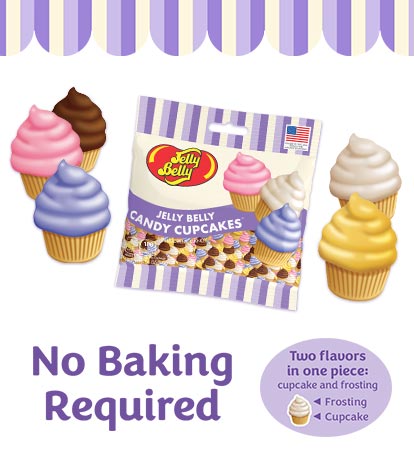 Jelly
Belly
JELLY BELLY
CANDY CUPCAKES
No Baking
Required
Two flavors
in one piece:
cupcake and frosting
◄ Frosting
◄ Cupcake